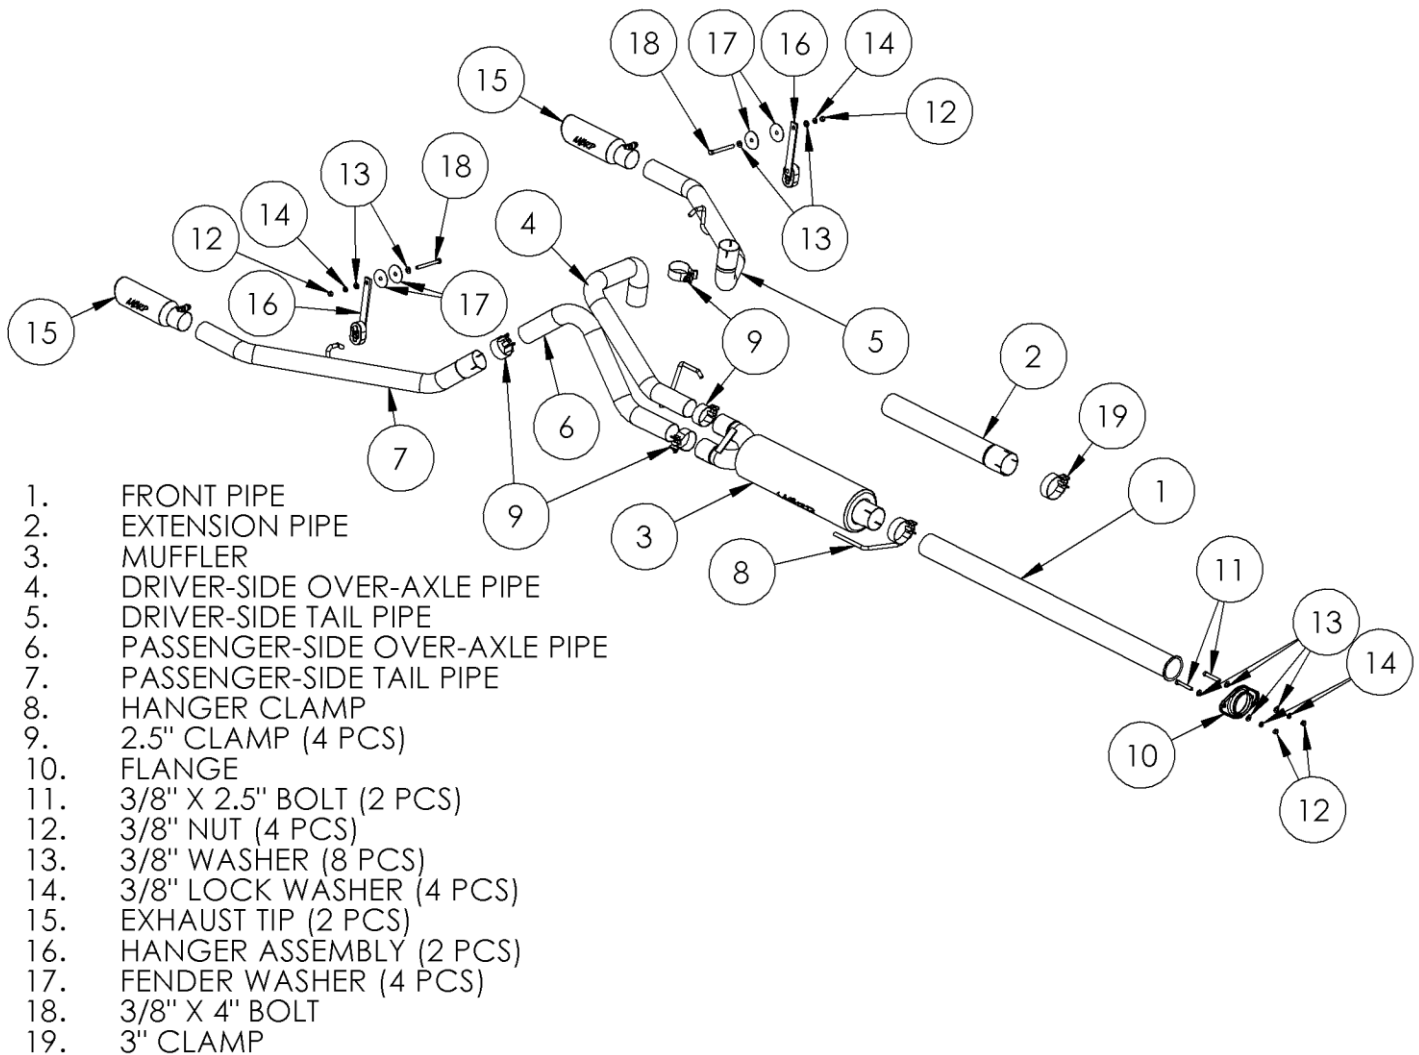 18
17
16
14
15
12
13
18
13
14
4
12
13
16
17
15
9
5
2
6
19
7
1
9
3
8
11
13
14
10
12
1. FRONT PIPE
2. EXTENSION PIPE
3. MUFFLER
4. DRIVER-SIDE OVER-AXLE PIPE
5. DRIVER-SIDE TAIL PIPE
6. PASSENGER-SIDE OVER-AXLE PIPE
7. PASSENGER-SIDE TAIL PIPE
8. HANGER CLAMP
9. 2.5" CLAMP (4 PCS)
10. FLANGE
11. 3/8" X 2.5" BOLT (2 PCS)
12. 3/8" NUT (4 PCS)
13. 3/8" WASHER (8 PCS)
14. 3/8" LOCK WASHER (4 PCS)
15. EXHAUST TIP (2 PCS)
16. HANGER ASSEMBLY (2 PCS)
17. FENDER WASHER (4 PCS)
18. 3/8" X 4" BOLT
19. 3" CLAMP